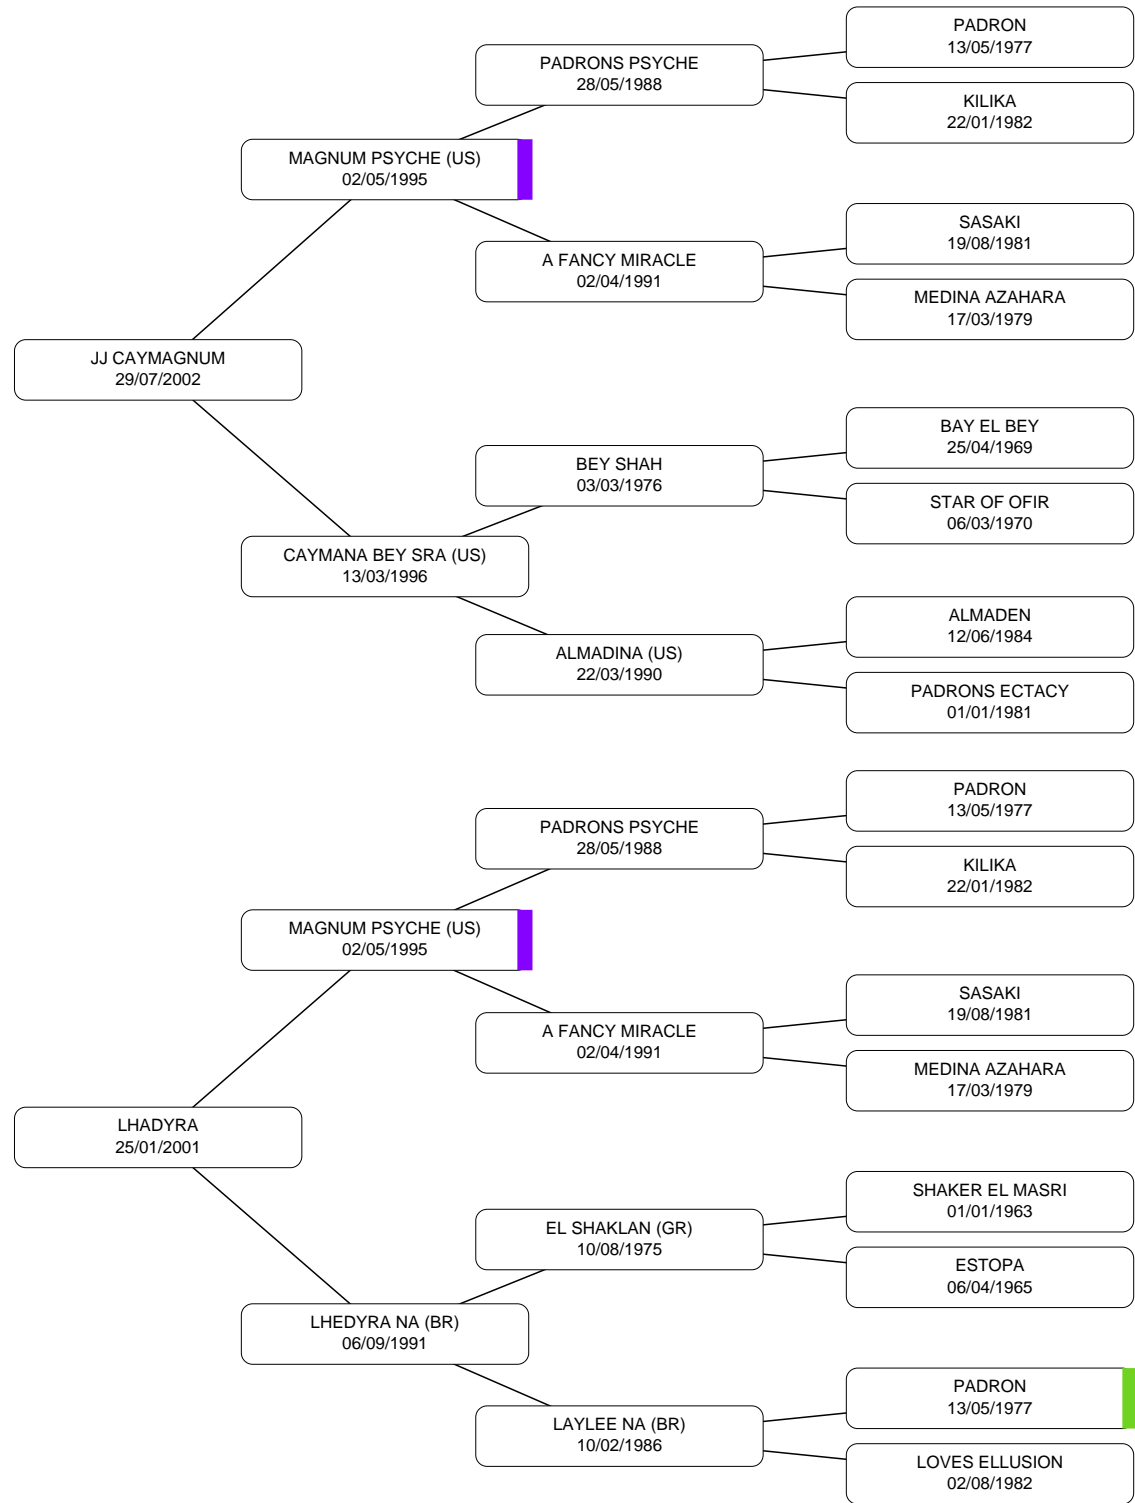 PADRON
13/05/1977
PADRONS PSYCHE
28/05/1988
KILIKA
22/01/1982
MAGNUM PSYCHE (US)
02/05/1995
SASAKI
19/08/1981
A FANCY MIRACLE
02/04/1991
MEDINA AZAHARA
17/03/1979
JJ CAYMAGNUM
29/07/2002
BAY EL BEY
25/04/1969
BEY SHAH
03/03/1976
STAR OF OFIR
06/03/1970
CAYMANA BEY SRA (US)
13/03/1996
ALMADEN
12/06/1984
ALMADINA (US)
22/03/1990
PADRONS ECTACY
01/01/1981
PADRON
13/05/1977
PADRONS PSYCHE
28/05/1988
KILIKA
22/01/1982
MAGNUM PSYCHE (US)
02/05/1995
SASAKI
19/08/1981
A FANCY MIRACLE
02/04/1991
MEDINA AZAHARA
17/03/1979
LHADYRA
25/01/2001
SHAKER EL MASRI
01/01/1963
EL SHAKLAN (GR)
10/08/1975
ESTOPA
06/04/1965
LHEDYRA NA (BR)
06/09/1991
PADRON
13/05/1977
LAYLEE NA (BR)
10/02/1986
LOVES ELLUSION
02/08/1982